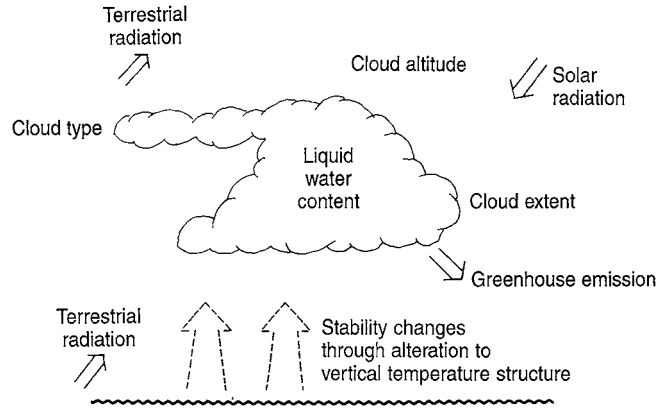 Terrestrial
radiation
Cloud altitude
Solar
radiation
Cloud type
Liquid
water
content
Cloud extent
Greenhouse emission
Terrestrial
radiation
Stability changes
through alteration to
vertical temperature structure